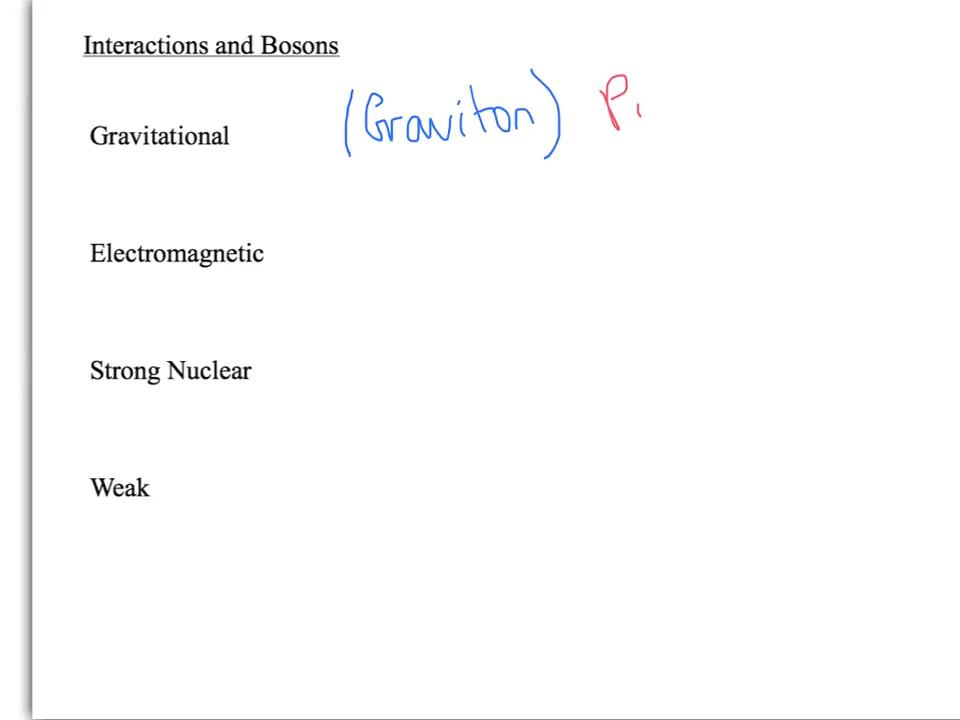 Interactions and Bosons
Gravitational (Graviton) P
Electromagnetic
Strong Nuclear
Weak